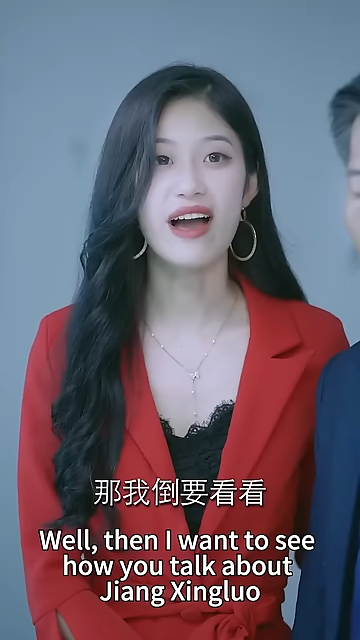 那我倒要看看
Well, then I want to see
how you talk about
Jiang Xingluo